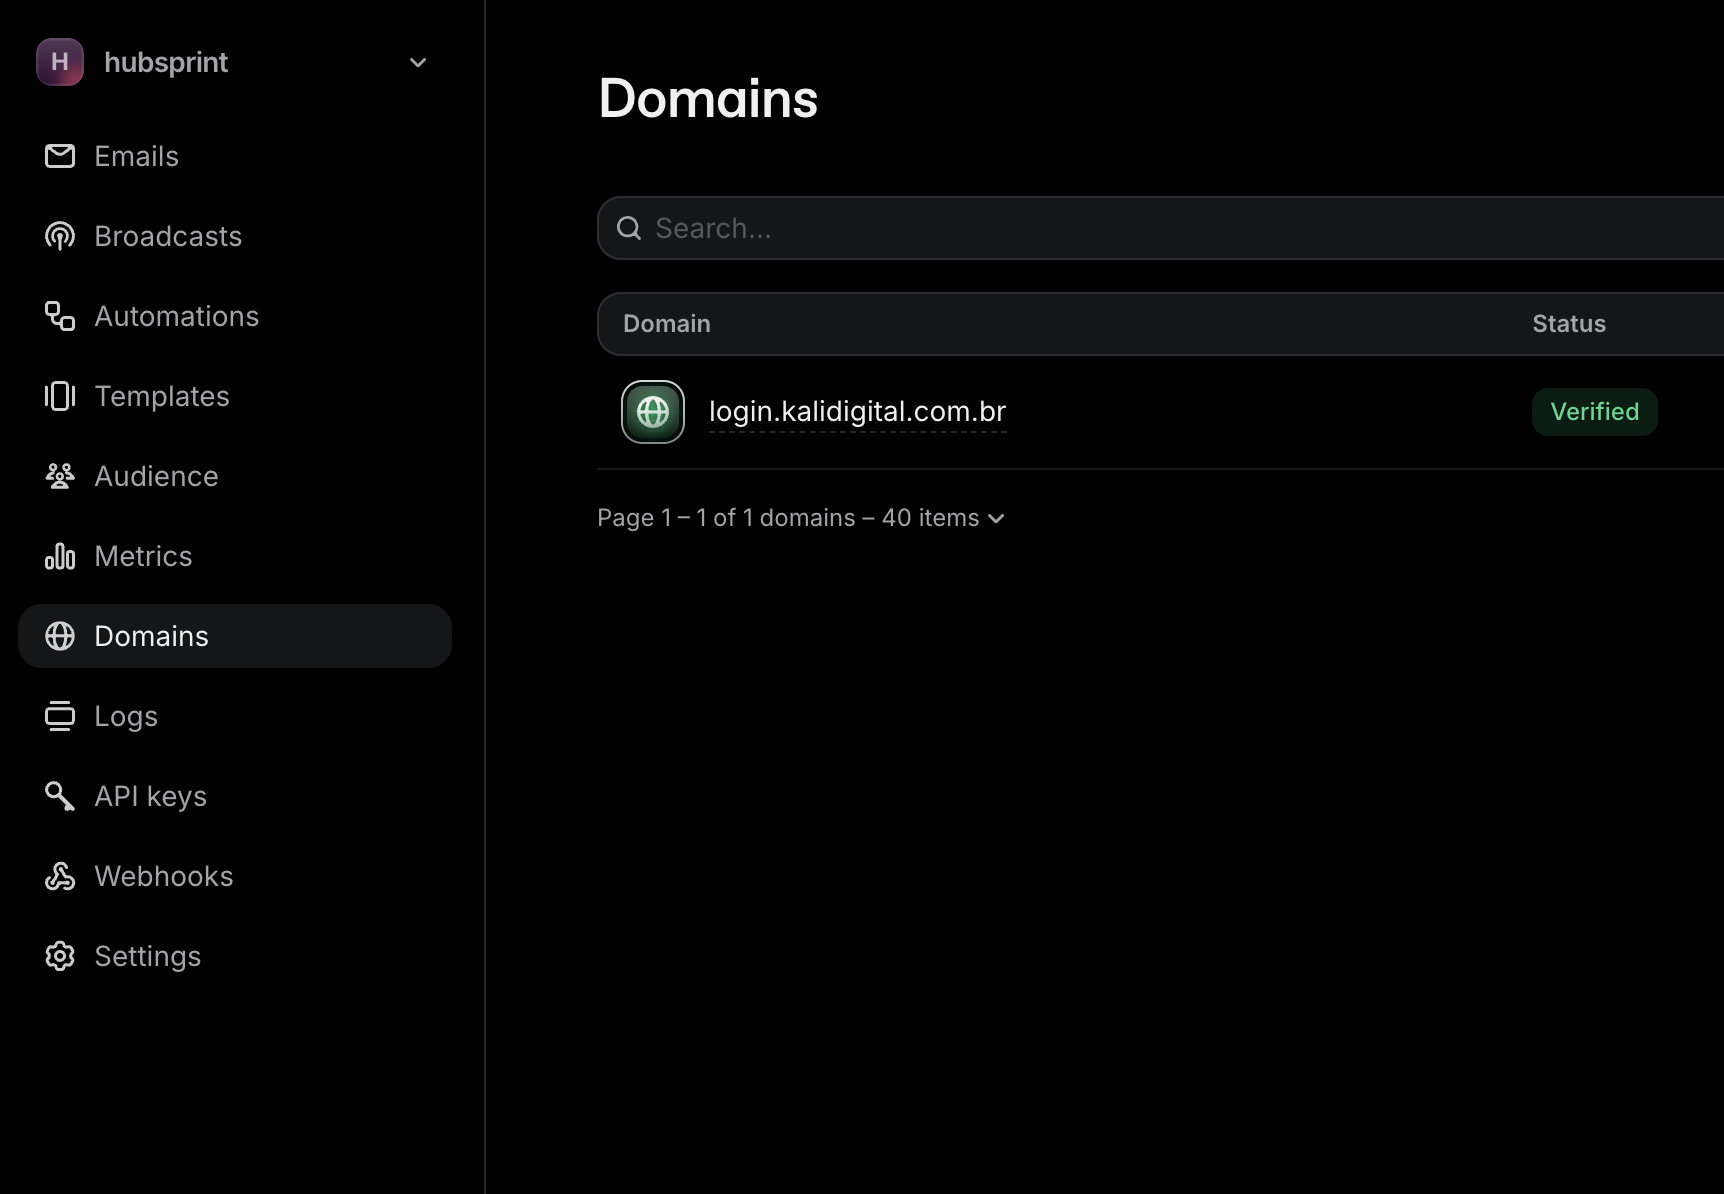 H hubsprint
Emails
Broadcasts
Automations
Templates
Audience
Metrics
Domains
Logs
API keys
Webhooks
Settings
Domains
Search...
Domain Status
login.kalidigital.com.br Verified
Page 1 – 1 of 1 domains – 40 items